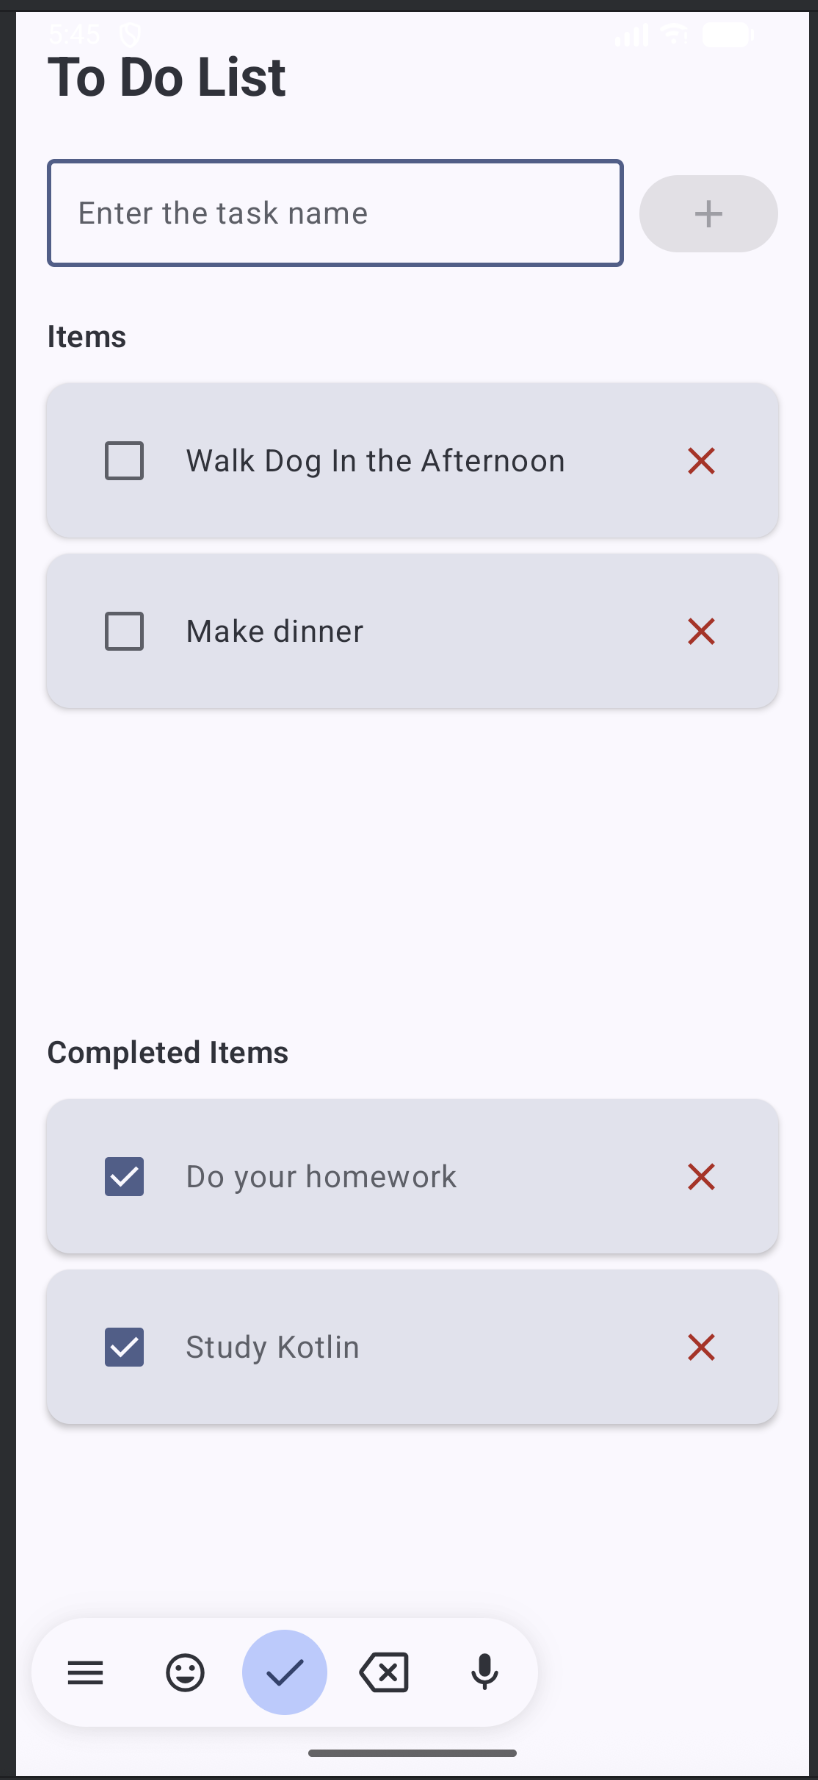 5:45
To Do List
Enter the task name
Items
Walk Dog In the Afternoon
Make dinner
Completed Items
Do your homework
Study Kotlin